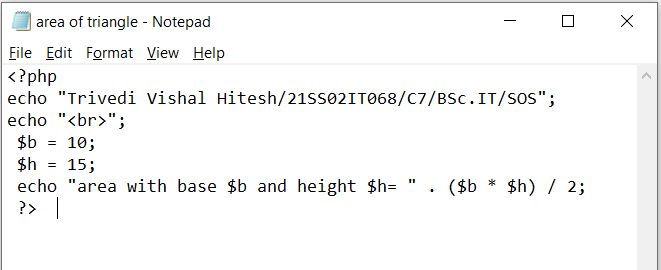 area of triangle - Notepad
File Edit Format View Help
<?php
echo "Trivedi Vishal Hitesh/21SS02IT068/C7/BSc.IT/SOS";
echo "<br>";
$b = 10;
$h = 15;
echo "area with base $b and height $h= " . ($b * $h) / 2;
?>